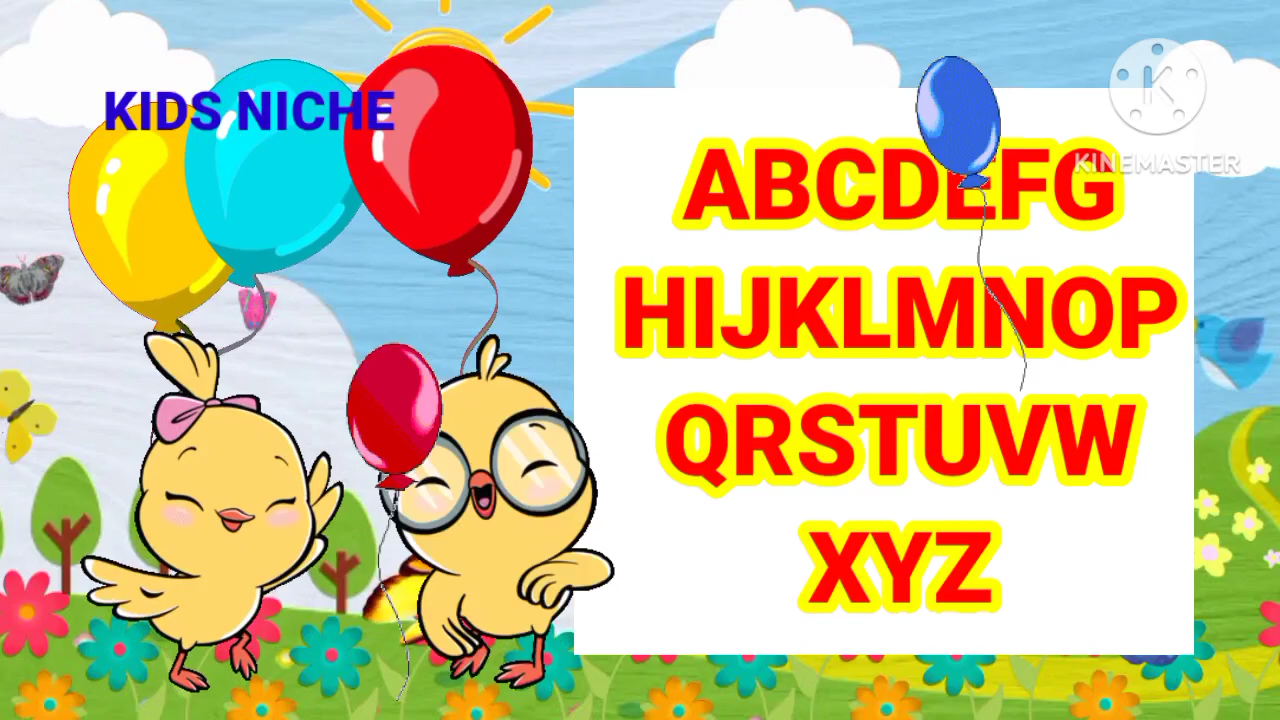 KIDS NICHE
ABCDEFG
HIJKLMNOP
QRSTUVW
XYZ
K
KINEMASTER